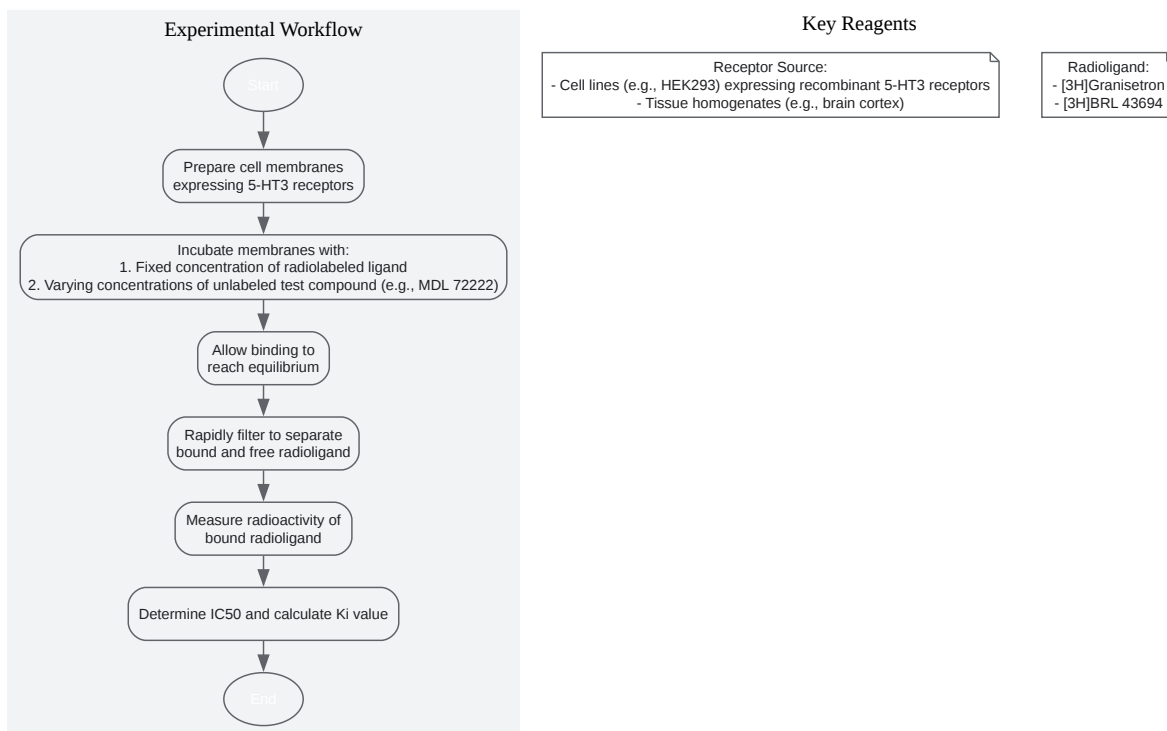 Experimental Workflow
Start
Prepare cell membranes
expressing 5-HT3 receptors
Incubate membranes with:
1. Fixed concentration of radiolabeled ligand
2. Varying concentrations of unlabeled test compound (e.g., MDL 72222)
Allow binding to
reach equilibrium
Rapidly filter to separate
bound and free radioligand
Measure radioactivity of
bound radioligand
Determine IC50 and calculate Ki value
End
Key Reagents
Receptor Source:
- Cell lines (e.g., HEK293) expressing recombinant 5-HT3 receptors
- Tissue homogenates (e.g., brain cortex)
Radioligand:
- [3H]Granisetron
- [3H]BRL 43694